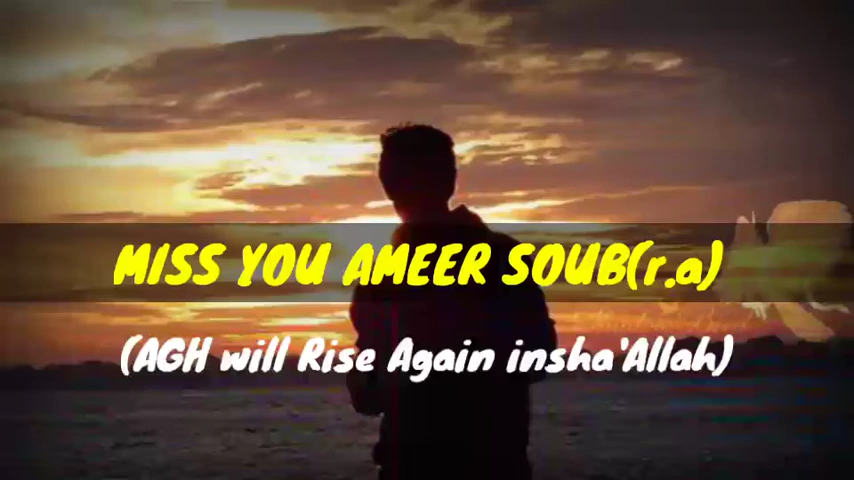 MISS YOU AMEER SOUB(r.a)
(AGH will Rise Again insha'Allah)